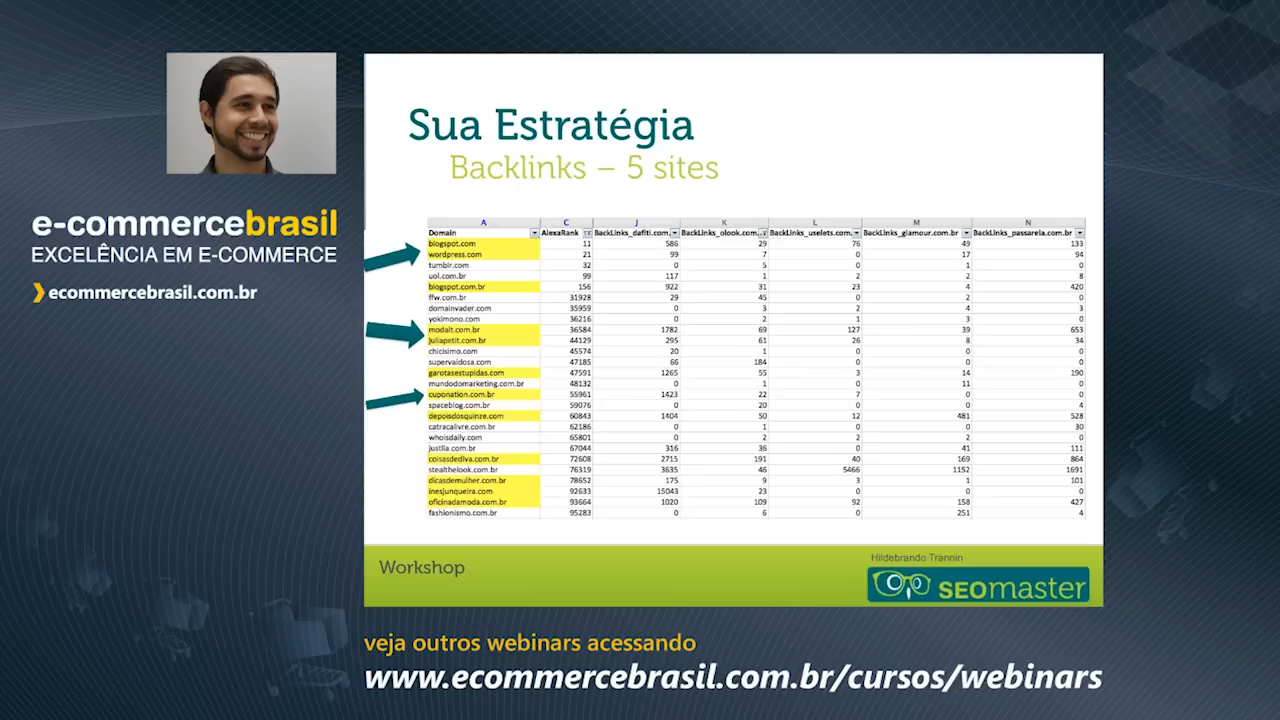 Sua Estratégia
Backlinks – 5 sites
e-commercebrasil
EXCELÊNCIA EM E-COMMERCE
ecommercebrasil.com.br
A C J K L M N
Domain AlexaRank BackLinks_dafiti.com. BackLinks_olook.com. BackLinks_uselets.com. BackLinks_glamour.com.br BackLinks_passarela.com.br
blogspot.com 11 586 29 76 49 133
wordpress.com 21 99 7 0 17 94
tumblr.com 32 0 5 0 1 0
uol.com.br 99 117 1 2 2 8
blogspot.com.br 156 922 31 23 4 420
ffw.com.br 31928 29 45 0 2 0
domainvader.com 35959 0 3 2 4 3
yokimono.com 36216 0 2 1 3 0
modait.com.br 36584 1782 69 127 39 653
juliapetit.com.br 44129 295 61 26 8 34
chicisimo.com 45574 20 1 0 0 0
supervaidosa.com 47185 66 184 0 0 0
garotasestupidas.com 47591 1265 55 3 14 190
mundodomarketing.com.br 48132 0 1 0 11 0
cuponation.com.br 55961 1423 22 7 0 0
spaceblog.com.br 59076 0 20 0 0 4
depoisdosquinze.com 60843 1404 50 12 481 528
catracalivre.com.br 62186 0 1 0 0 30
whoisdaily.com 65801 0 2 2 2 0
justlia.com.br 67044 316 36 0 41 111
coisasdediva.com.br 72608 2715 191 40 169 864
stealthelook.com.br 76319 3635 46 5466 1152 1691
dicasdemulher.com.br 78652 175 9 3 1 101
inesjunqueira.com 92633 15043 23 0 0 0
oficinadamoda.com.br 93664 1020 109 92 158 427
fashionismo.com.br 95283 0 6 0 251 4
Workshop
Hildebrando Trannin
SEOmaster
veja outros webinars acessando
www.ecommercebrasil.com.br/cursos/webinars